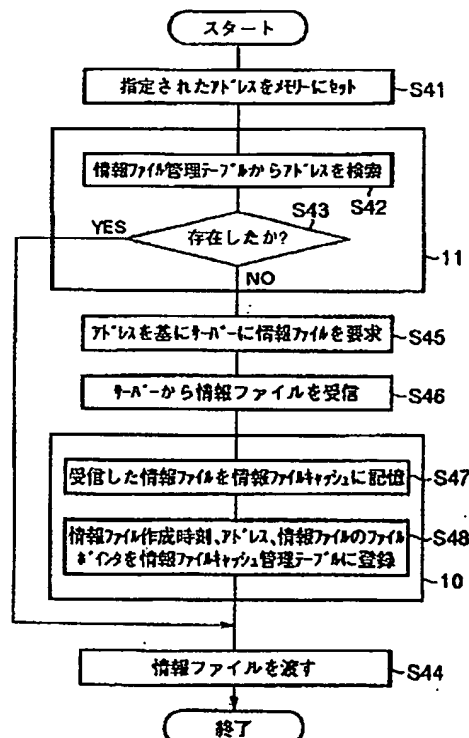 スタート
指定されたアドレスをメモリーにセット
S41
情報ファイル管理テーブルからアドレスを検索
S42
S43
YES
存在したか?
11
NO
アドレスを基にサーバーに情報ファイルを要求
S45
サーバーから情報ファイルを受信
S46
受信した情報ファイルを情報ファイルキャッシュに記憶
S47
情報ファイル作成時刻、アドレス、情報ファイルのファイル
ポインタを情報ファイルキャッシュ管理テーブルに登録
S48
10
情報ファイルを渡す
S44
終了